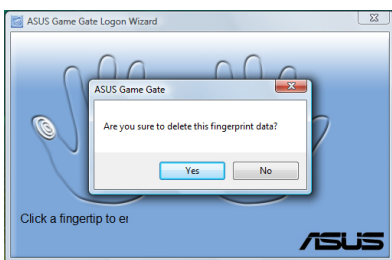 ASUS Game Gate Logon Wizard
ASUS Game Gate
Are you sure to delete this fingerprint data?
Yes No
Click a fingertip to er
ASUS